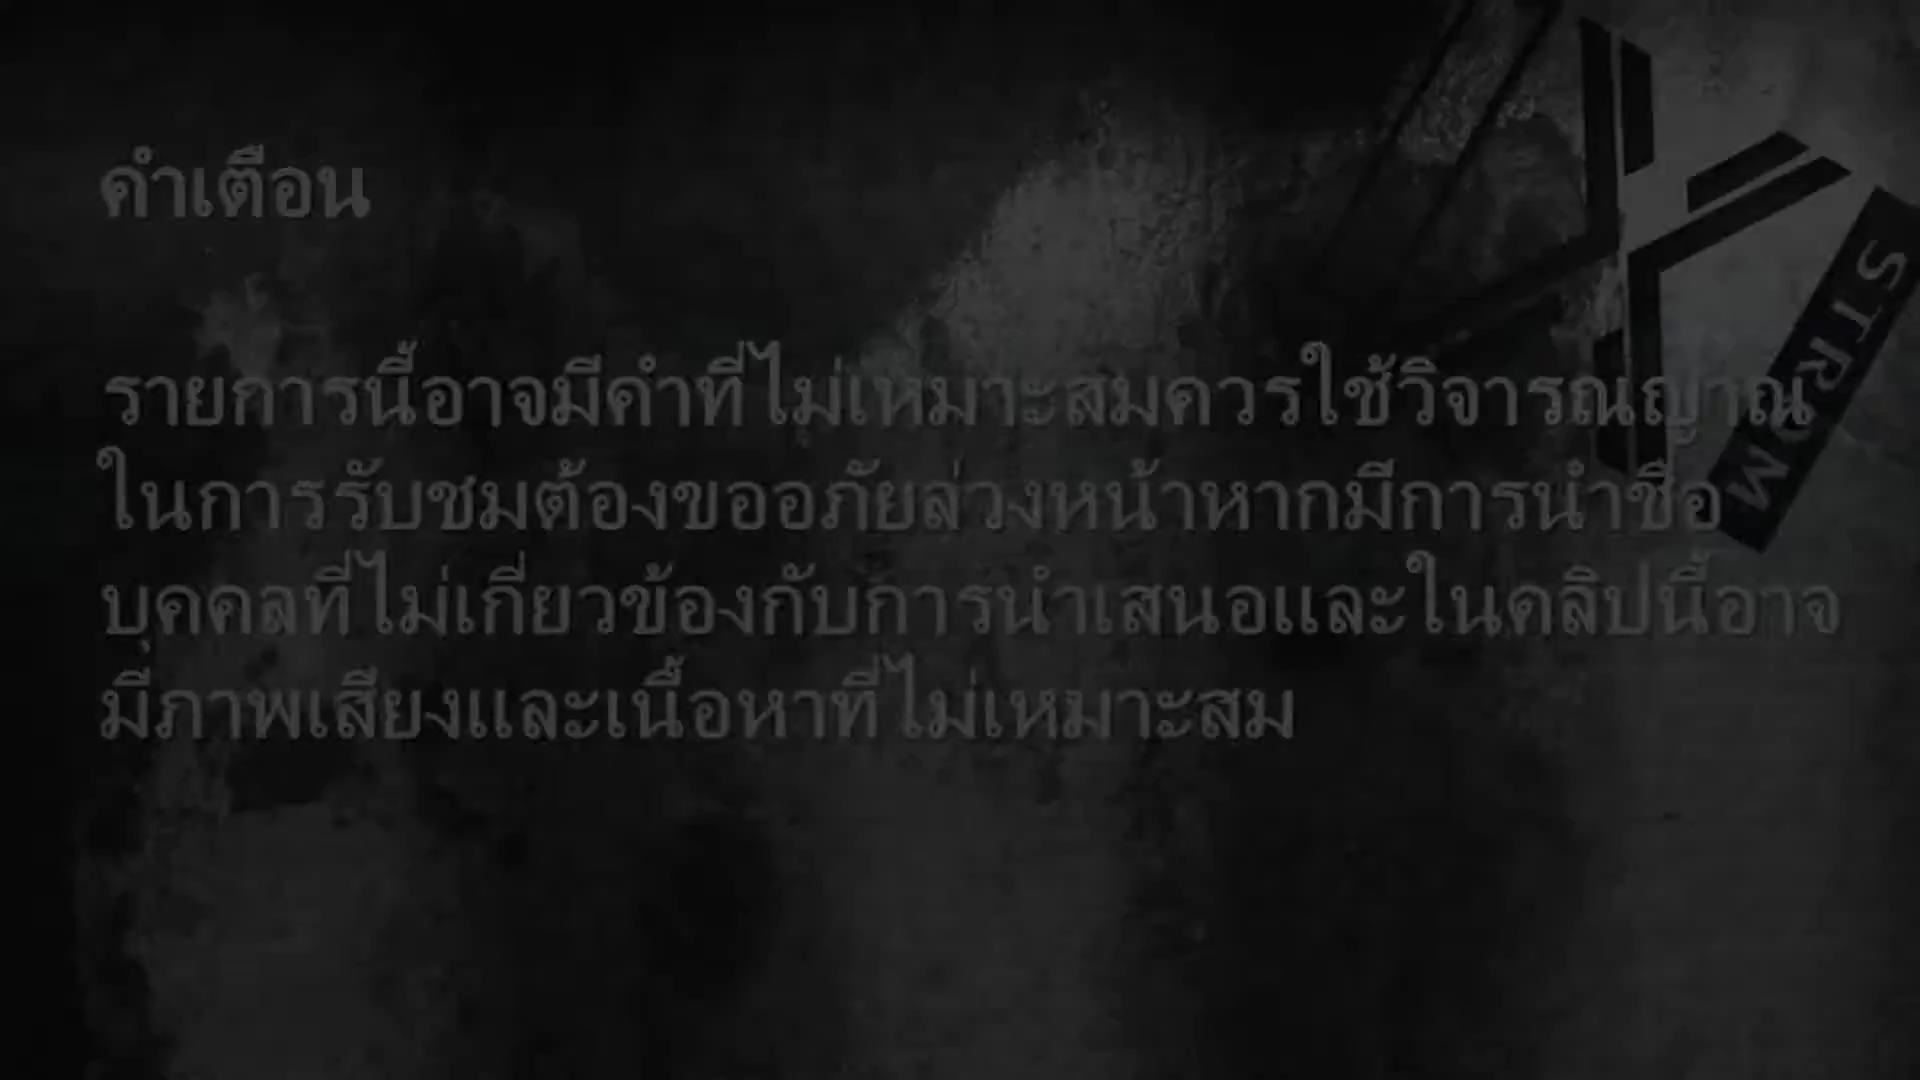 คำเตือน
รายการนี้อาจมีคำที่ไม่เหมาะสมควรใช้วิจารณญาณ
ในการรับชมต้องขออภัยล่วงหน้าหากมีการนำชื่อ
บุคคลที่ไม่เกี่ยวข้องกับการนำเสนอและในคลิปนี้อาจ
มีภาพเสียงและเนื้อหาที่ไม่เหมาะสม
STROM